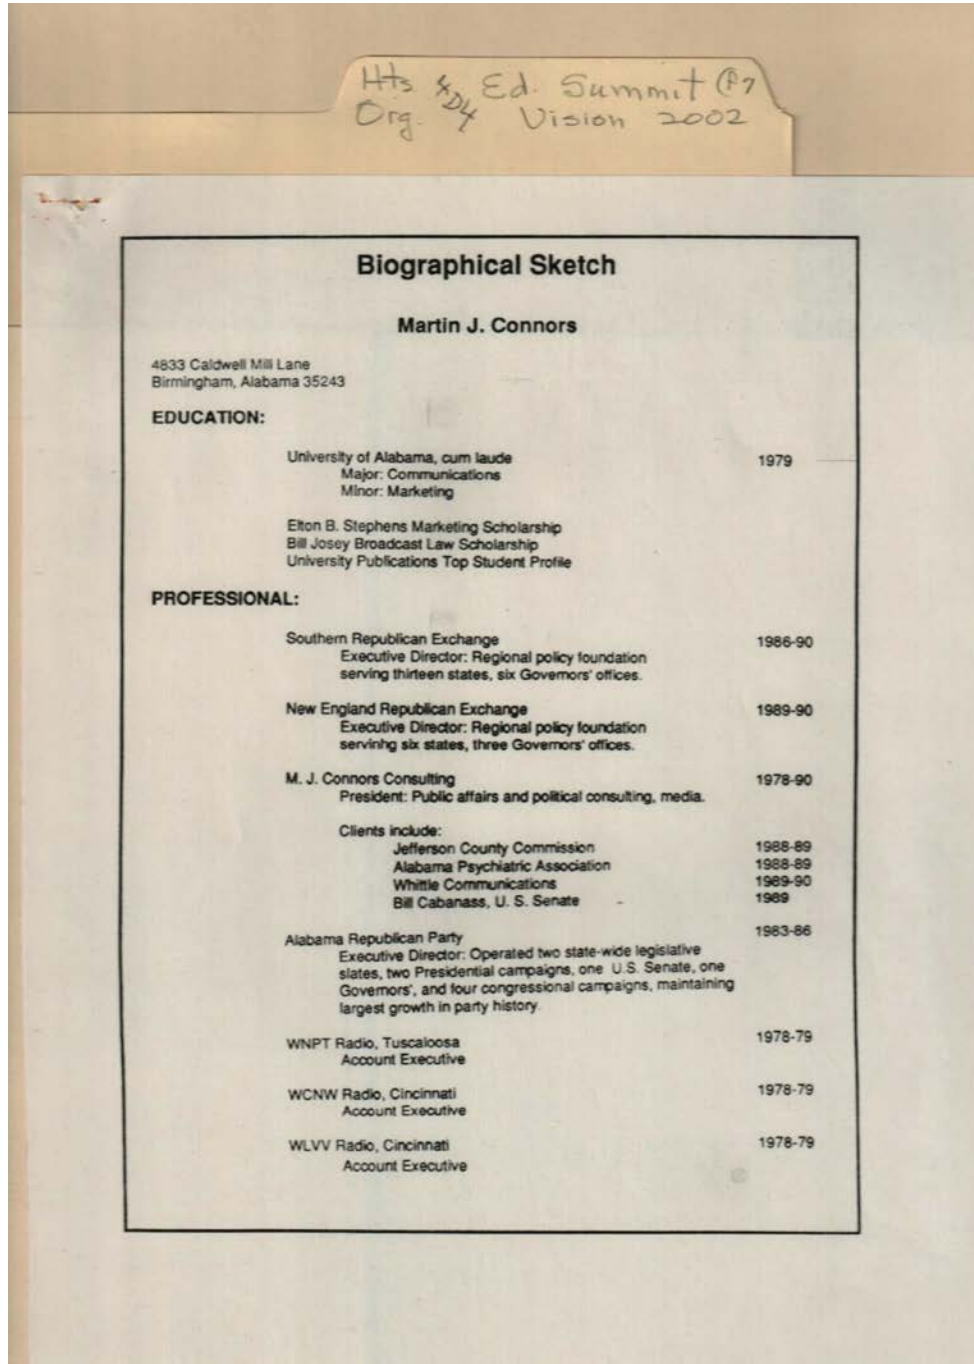 Hts & Ed. Summit
Org. Vision 2002
Biographical Sketch
Martin J. Connors
4833 Caldwell Mill Lane
Birmingham, Alabama 35243
EDUCATION:
University of Alabama, cum laude 1979
Major: Communications
Minor: Marketing
Elton B. Stephens Marketing Scholarship
Bill Josey Broadcast Law Scholarship
University Publications Top Student Profile
PROFESSIONAL:
Southern Republican Exchange 1986-90
Executive Director: Regional policy foundation
serving thirteen states, six Governors' offices.
New England Republican Exchange 1989-90
Executive Director: Regional policy foundation
servinhg six states, three Governors' offices.
M. J. Connors Consulting 1978-90
President: Public affairs and political consulting, media.
Clients include:
Jefferson County Commission 1988-89
Alabama Psychiatric Association 1988-89
Whittle Communications 1989-90
Bill Cabanass, U. S. Senate 1989
Alabama Republican Party 1983-86
Executive Director: Operated two state-wide legislative
slates, two Presidential campaigns, one U.S. Senate, one
Governors', and four congressional campaigns, maintaining
largest growth in party history.
WNPT Radio, Tuscaloosa 1978-79
Account Executive
WCNW Radio, Cincinnati 1978-79
Account Executive
WLVV Radio, Cincinnati 1978-79
Account Executive